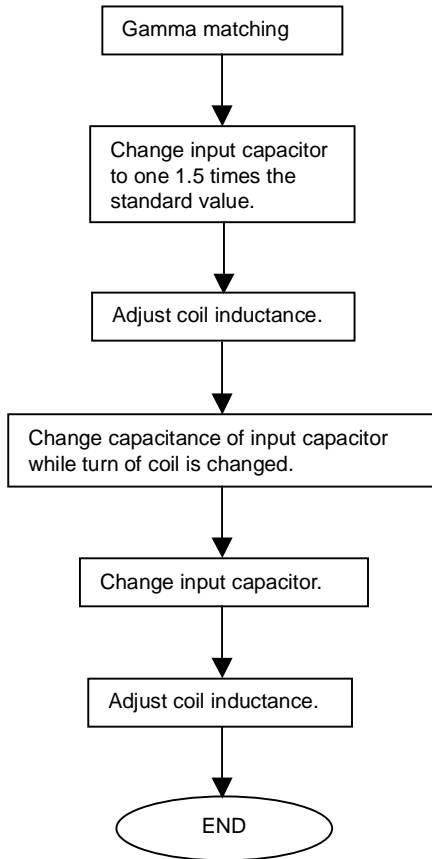 Gamma matching
Change input capacitor
to one 1.5 times the
standard value.
Adjust coil inductance.
Change capacitance of input capacitor
while turn of coil is changed.
Change input capacitor.
Adjust coil inductance.
END